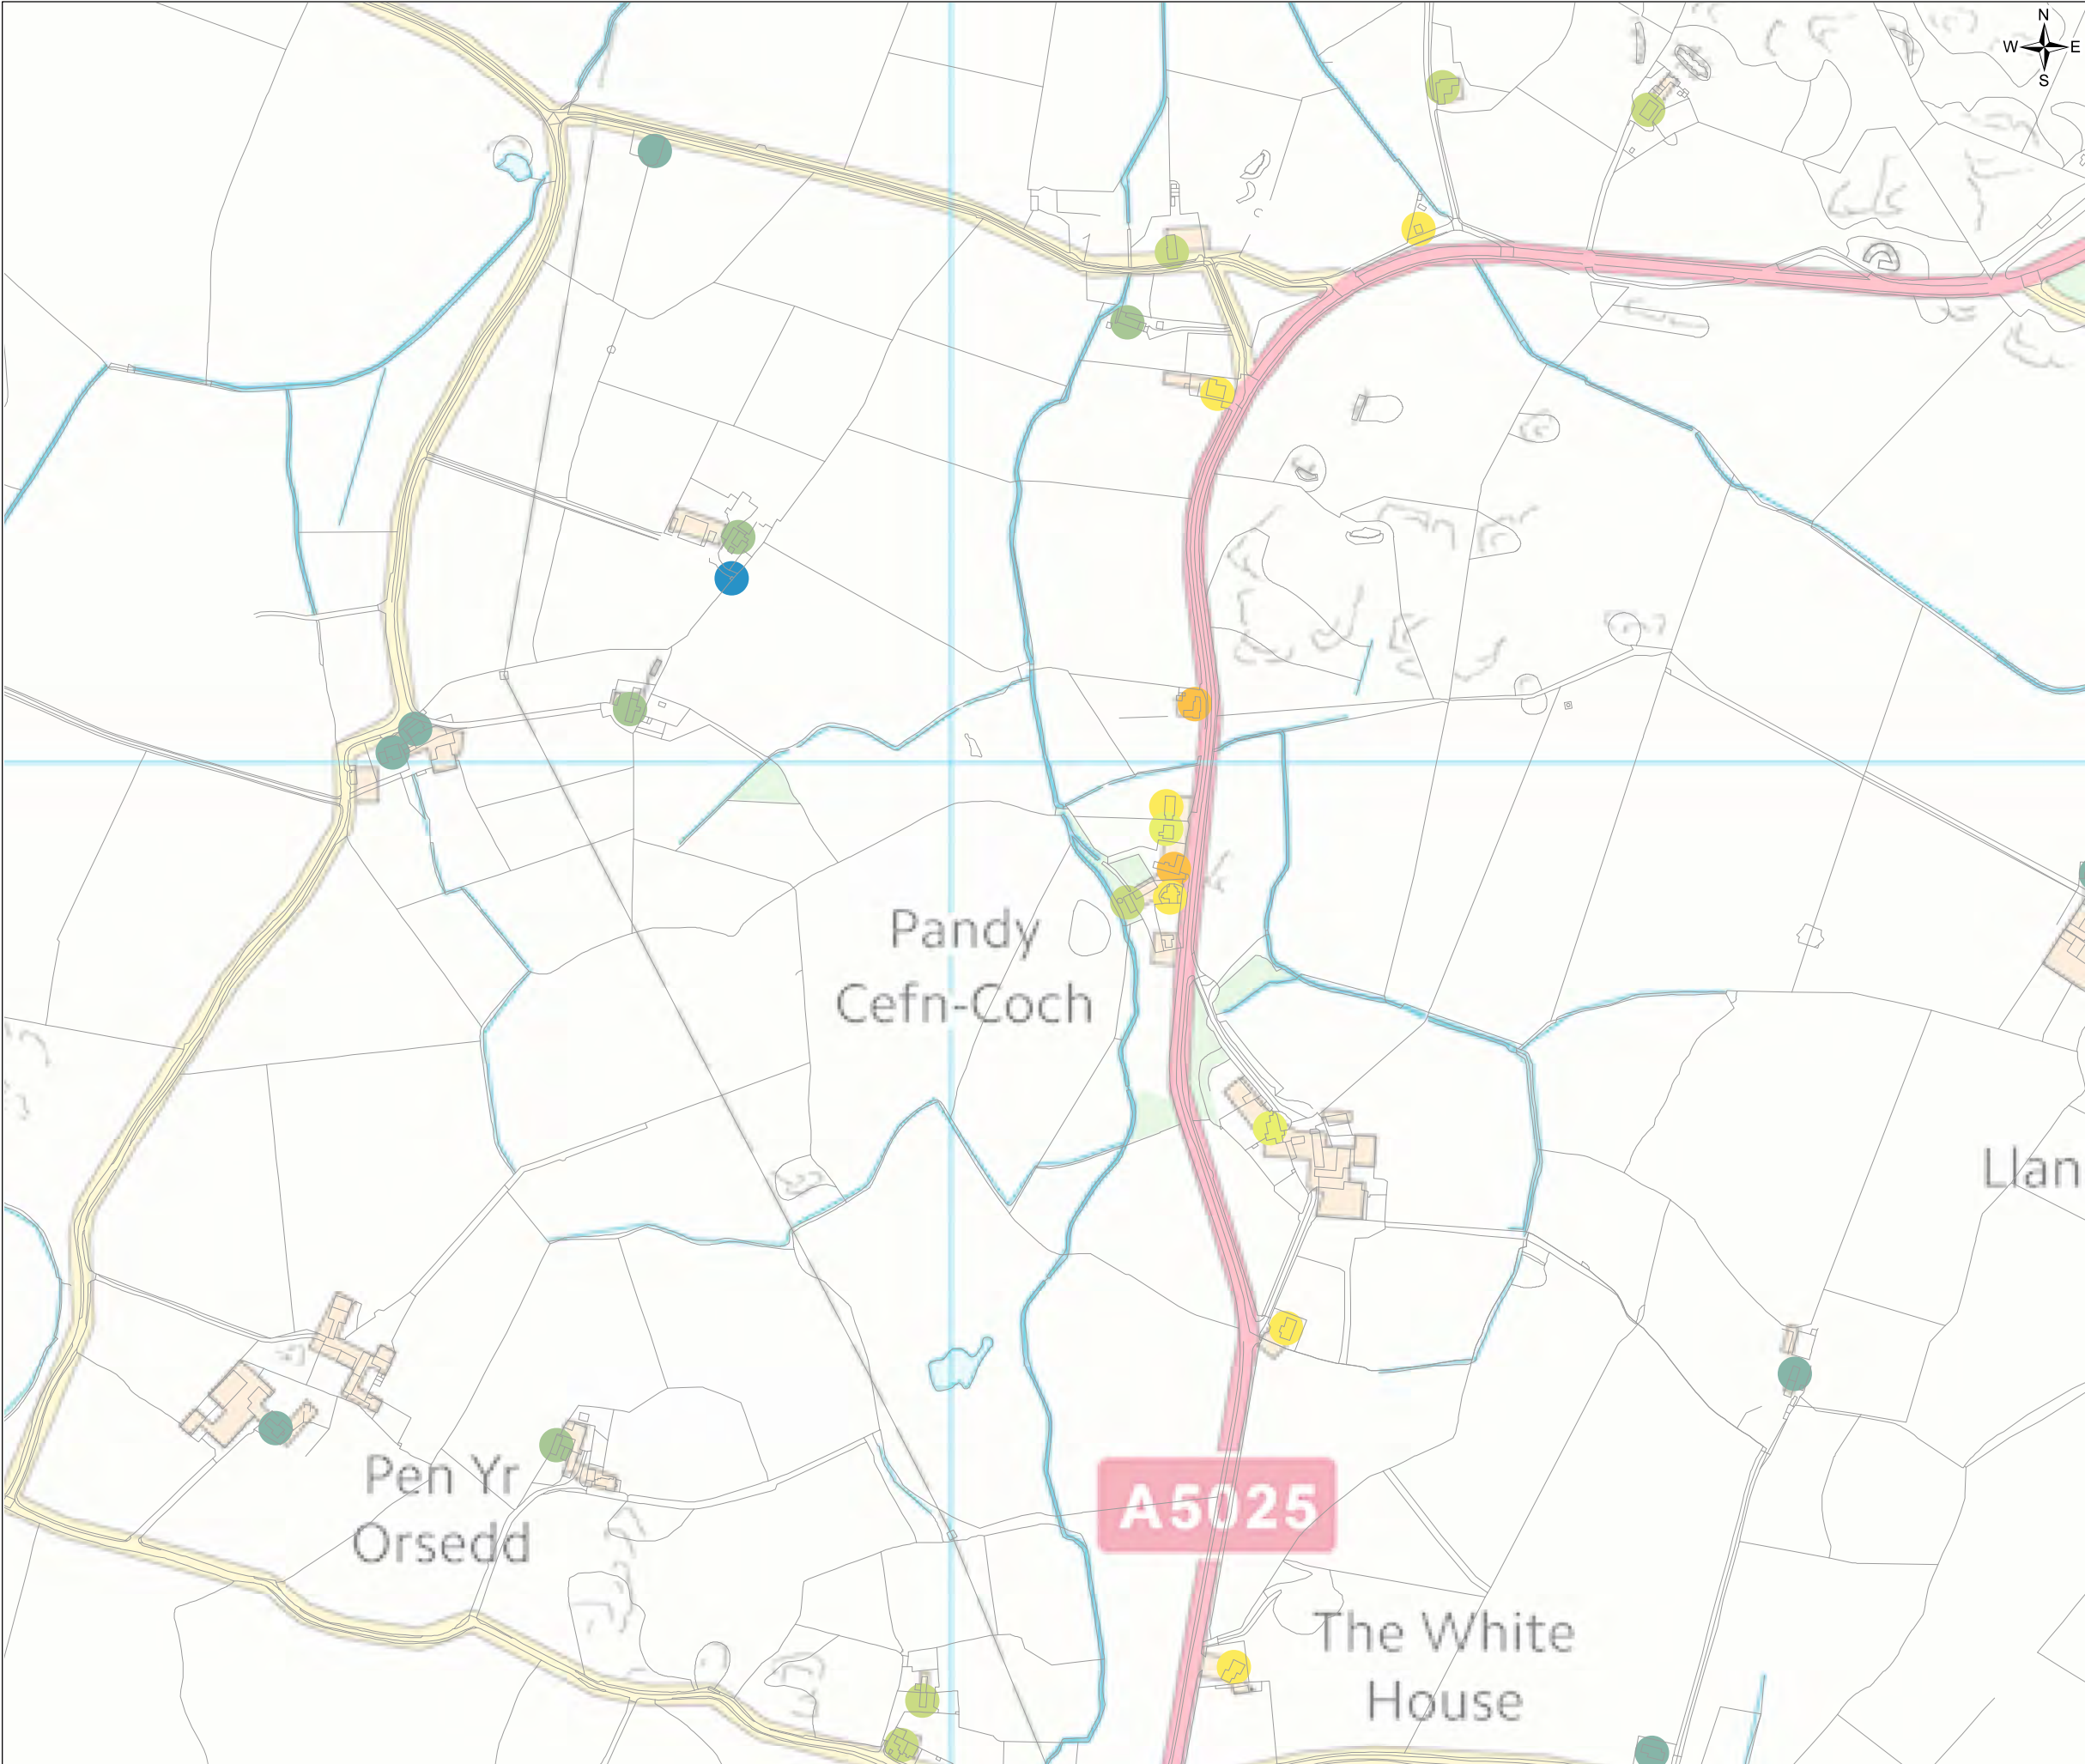 N
W E
S
Pandy
Cefn-Coch
Llan
Pen Yr
Orsedd
A5025
The White
House